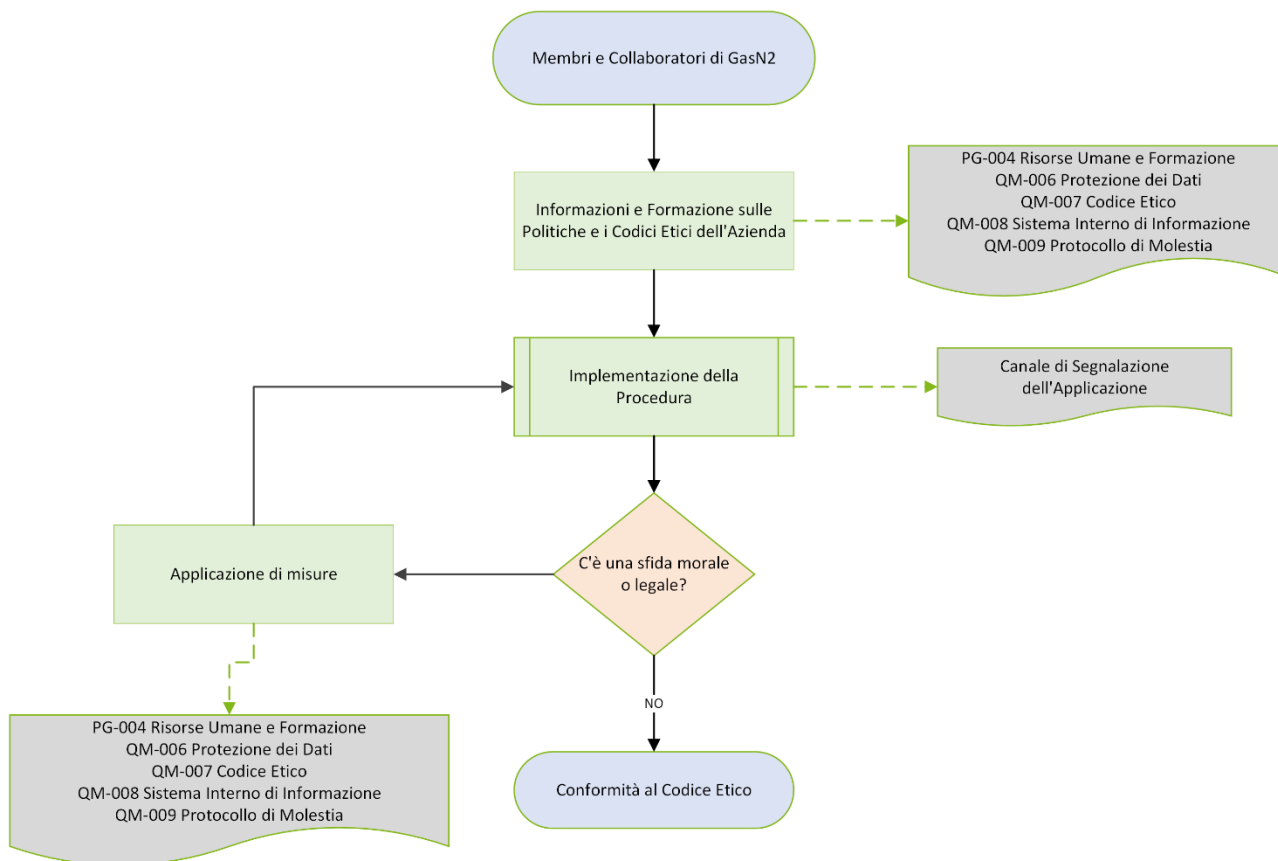 Membri e Collaboratori di GasN2
Informazioni e Formazione sulle
Politiche e i Codici Etici dell'Azienda
PG-004 Risorse Umane e Formazione
QM-006 Protezione dei Dati
QM-007 Codice Etico
QM-008 Sistema Interno di Informazione
QM-009 Protocollo di Molestia
Implementazione della
Procedura
Canale di Segnalazione
dell'Applicazione
C'è una sfida morale
o legale?
Applicazione di misure
NO
PG-004 Risorse Umane e Formazione
QM-006 Protezione dei Dati
QM-007 Codice Etico
QM-008 Sistema Interno di Informazione
QM-009 Protocollo di Molestia
Conformità al Codice Etico